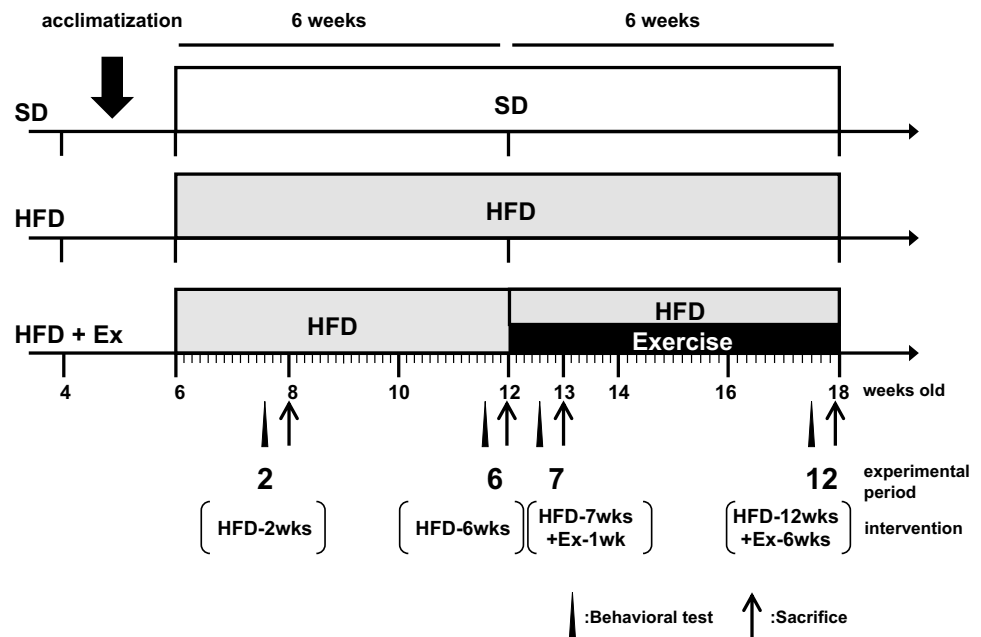 acclimatization
6 weeks
6 weeks
SD
SD
HFD
HFD
HFD + Ex
HFD
HFD
Exercise
4
6
8
10
12
13
14
16
18
weeks old
2
6
7
12
experimental
period
HFD-2wks
HFD-6wks
HFD-7wks
+Ex-1wk
HFD-12wks
+Ex-6wks
intervention
:Behavioral test
:Sacrifice